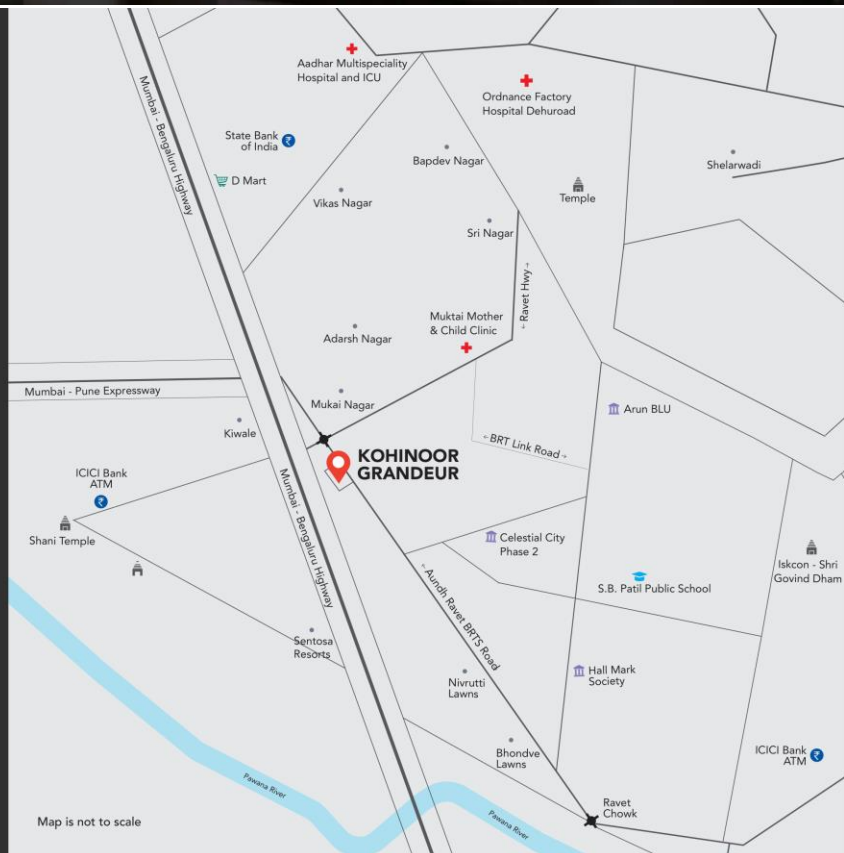 Aadhar Multispeciality
Hospital and ICU
Ordnance Factory
Hospital Dehuroad
Mumbai - Bengaluru Highway
State Bank
of India
D Mart
Bapdev Nagar
Shelarwadi
Vikas Nagar
Temple
Sri Nagar
←Ravet Hwy→
Muktai Mother
& Child Clinic
Adarsh Nagar
Mumbai - Pune Expressway
Mukai Nagar
Arun BLU
Kiwale
←BRT Link Road→
KOHINOOR
GRANDEUR
ICICI Bank
ATM
Mumbai - Bengaluru Highway
Shani Temple
Celestial City
Phase 2
Iskcon - Shri
Govind Dham
S.B. Patil Public School
←Aundh Ravet BRTS Road
Sentosa
Resorts
Nivrutti
Lawns
Hall Mark
Society
Bhondve
Lawns
ICICI Bank
ATM
Pawana River
Ravet
Chowk
Pawana River
Map is not to scale